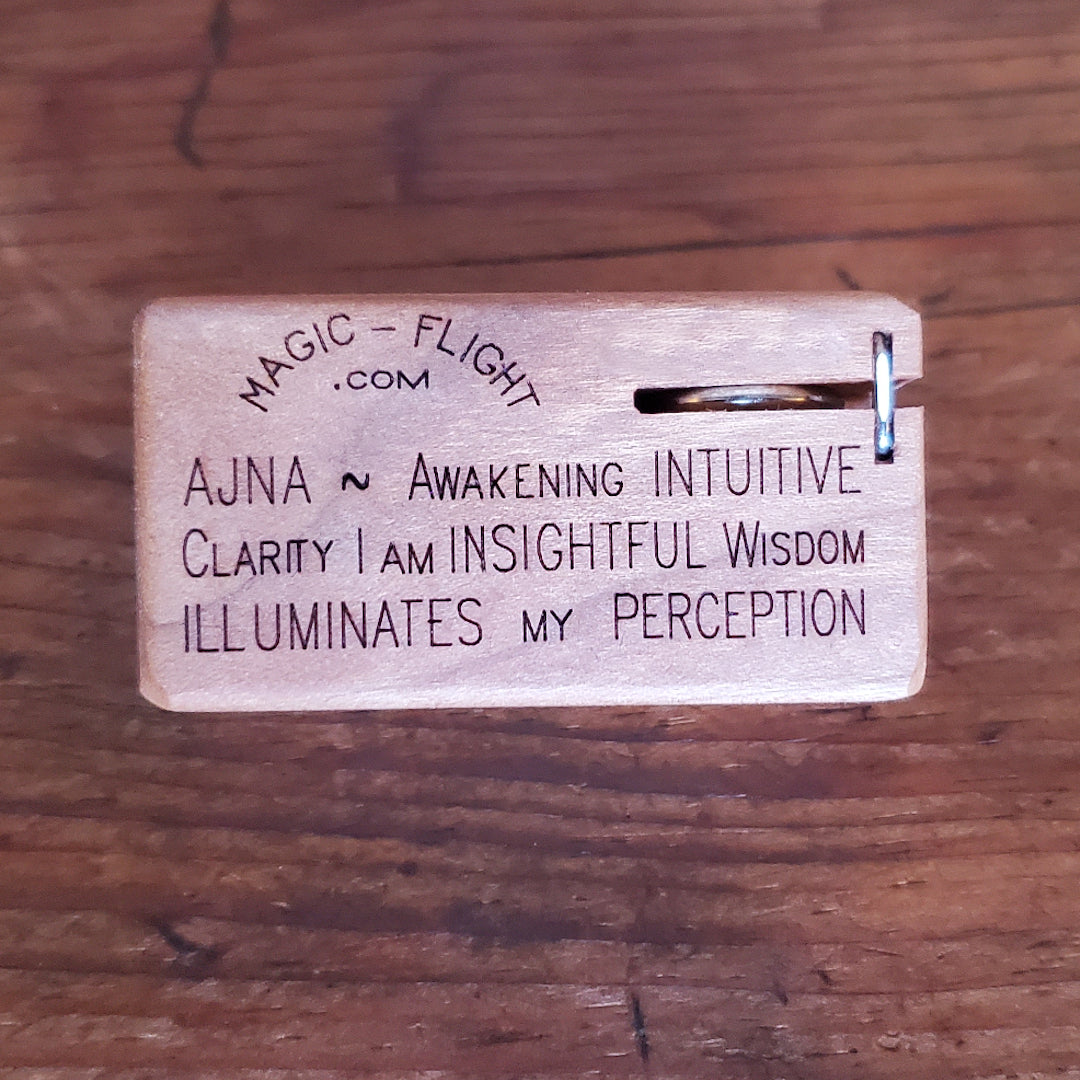 MAGIC - FLIGHT
.COM
AJNA ~ AWAKENING INTUITIVE
CLARITY I AM INSIGHTFUL WISDOM
ILLUMINATES MY PERCEPTION